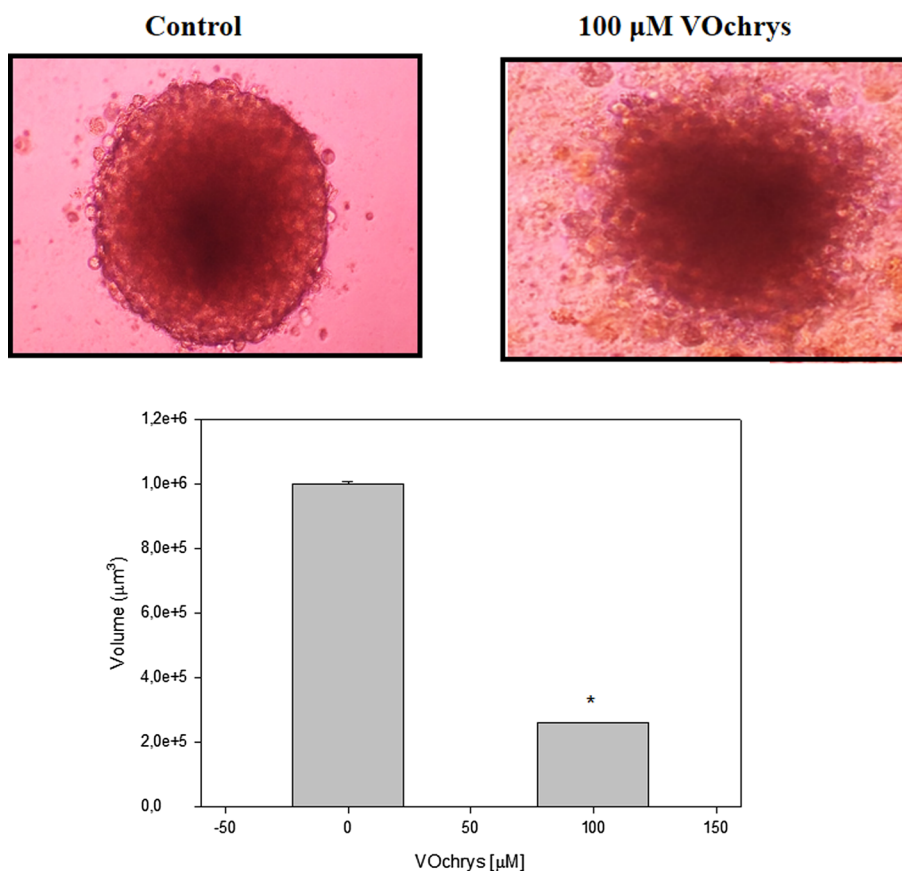 Control
100 μM VOchrys
1,2e+6
1,0e+6
8,0e+5
6,0e+5
4,0e+5
2,0e+5
0,0
Volume (μm³)
*
-50 0 50 100 150
VOchrys [μM]